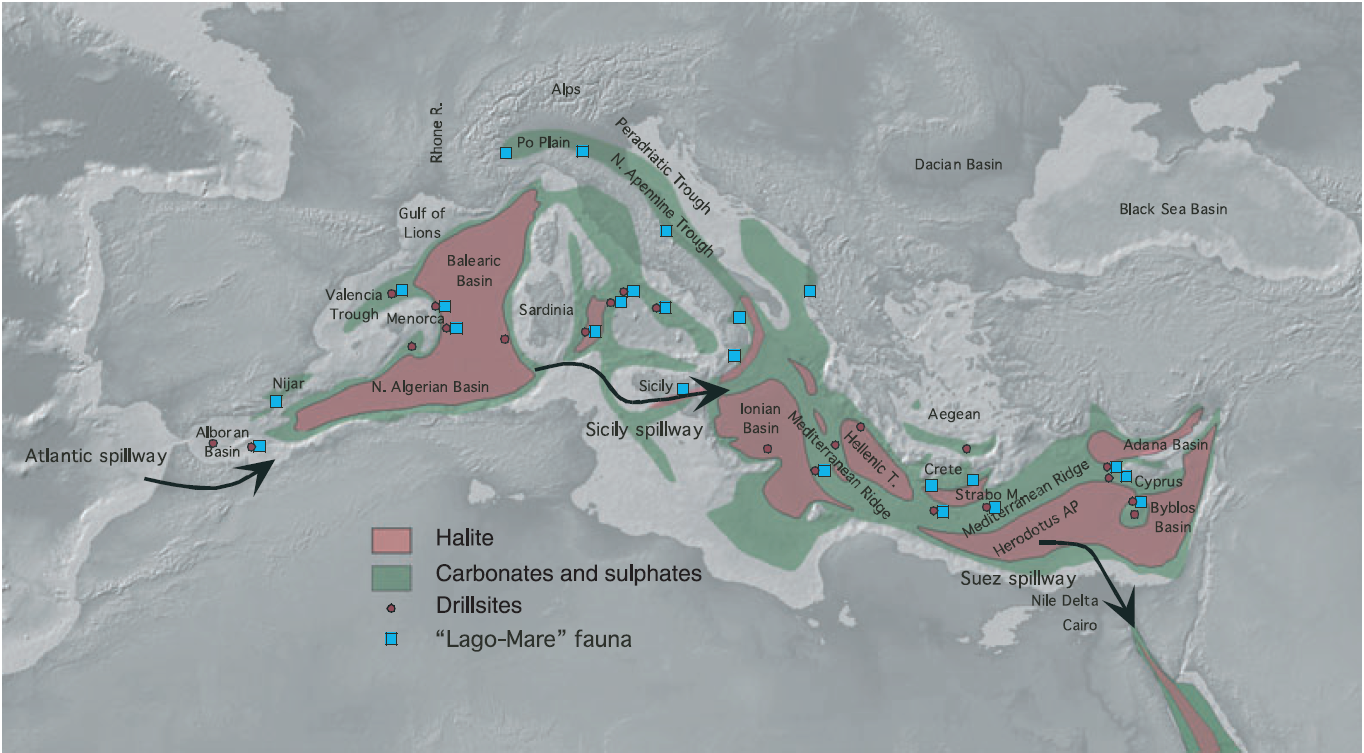 Alps
Rhone R.
Po Plain
Peradriatic Trough
N. Apennine Trough
Dacian Basin
Black Sea Basin
Gulf of
Lions
Balearic
Basin
Valencia
Trough
Menorca
Sardinia
N. Algerian Basin
Nijar
Sicily
Alboran
Basin
Atlantic spillway
Sicily spillway
Ionian
Basin
Mediterranean Ridge
Hellenic T.
Aegean
Crete
Strabo M.
Mediterranean Ridge
Adana Basin
Cyprus
Byblos
Basin
Herodotus AP
Suez spillway
Nile Delta
Cairo
Halite
Carbonates and sulphates
Drillsites
“Lago-Mare” fauna